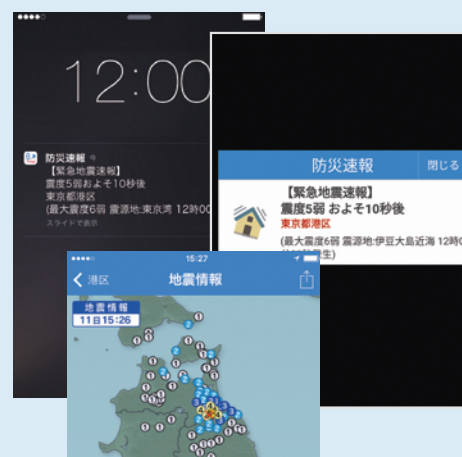 12:00
防災速報
【緊急地震速報】
震度5弱およそ10秒後
東京都港区
(最大震度6弱 震源地:東京湾 12時00
スライドで表示
防災速報
閉じる
【緊急地震速報】
震度5弱 およそ10秒後
東京都港区
(最大震度6弱 震源地:伊豆大島近海 12時0
15:27
港区
地震情報
地震情報
11日15:26